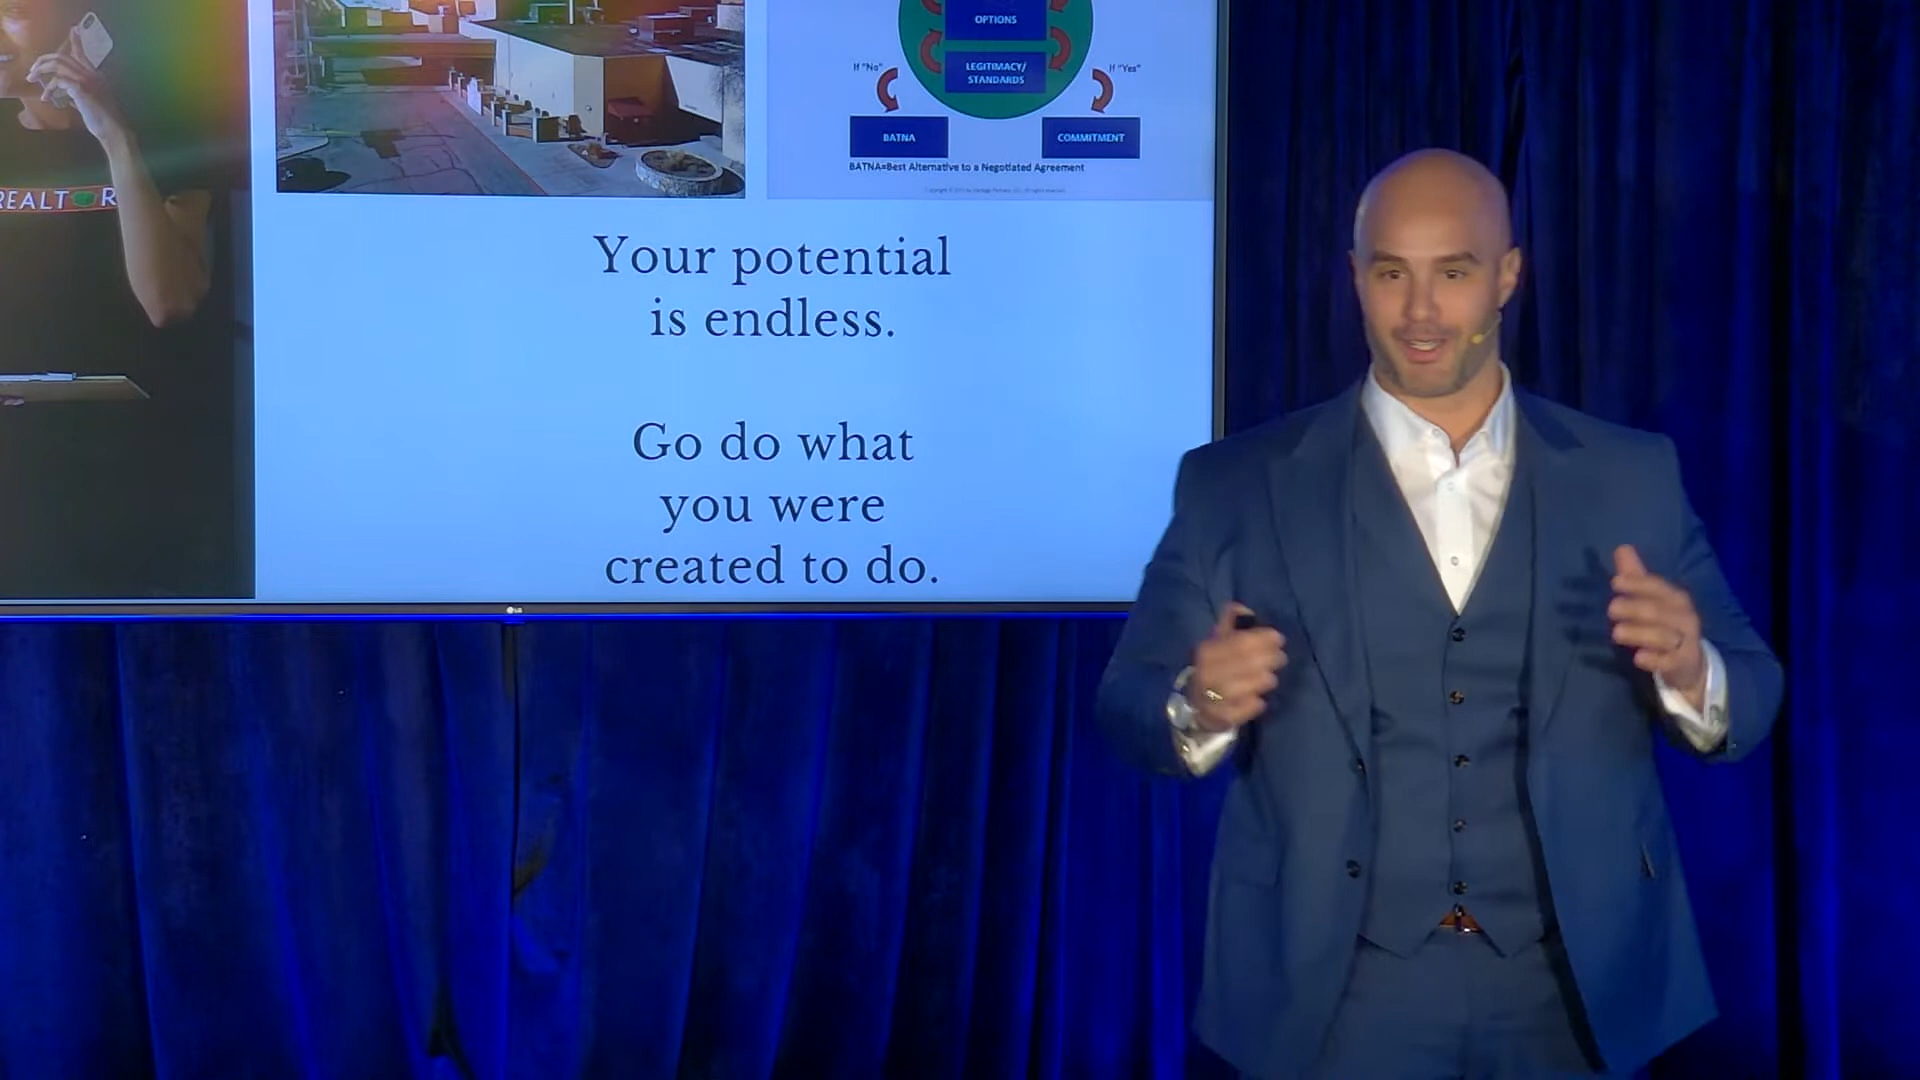 OPTIONS
LEGITIMACY/
STANDARDS
If "No"
If "Yes"
BATNA
COMMITMENT
BATNA=Best Alternative to a Negotiated Agreement
REALT R
Your potential
is endless.
Go do what
you were
created to do.
LG